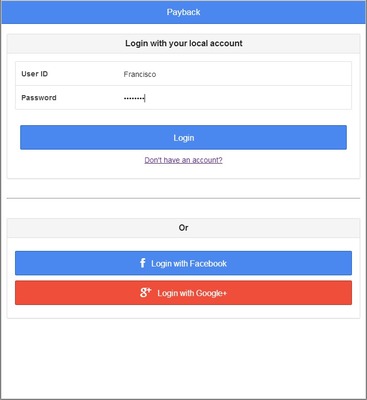 Payback
Login with your local account
User ID Francisco
Password ••••••••
Login
Don't have an account?
Or
f Login with Facebook
g+ Login with Google+